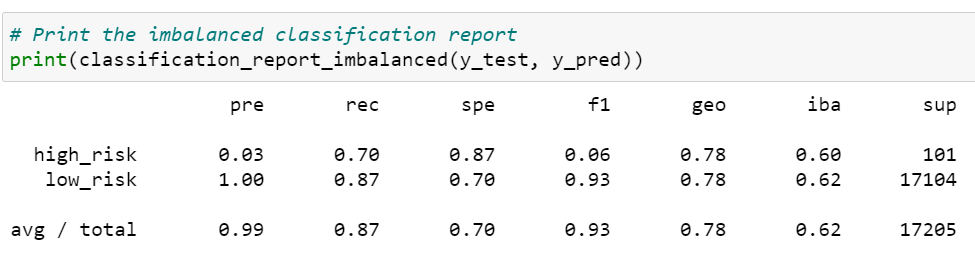 # Print the imbalanced classification report
print(classification_report_imbalanced(y_test, y_pred))
pre rec spe f1 geo iba sup
high_risk 0.03 0.70 0.87 0.06 0.78 0.60 101
low_risk 1.00 0.87 0.70 0.93 0.78 0.62 17104
avg / total 0.99 0.87 0.70 0.93 0.78 0.62 17205